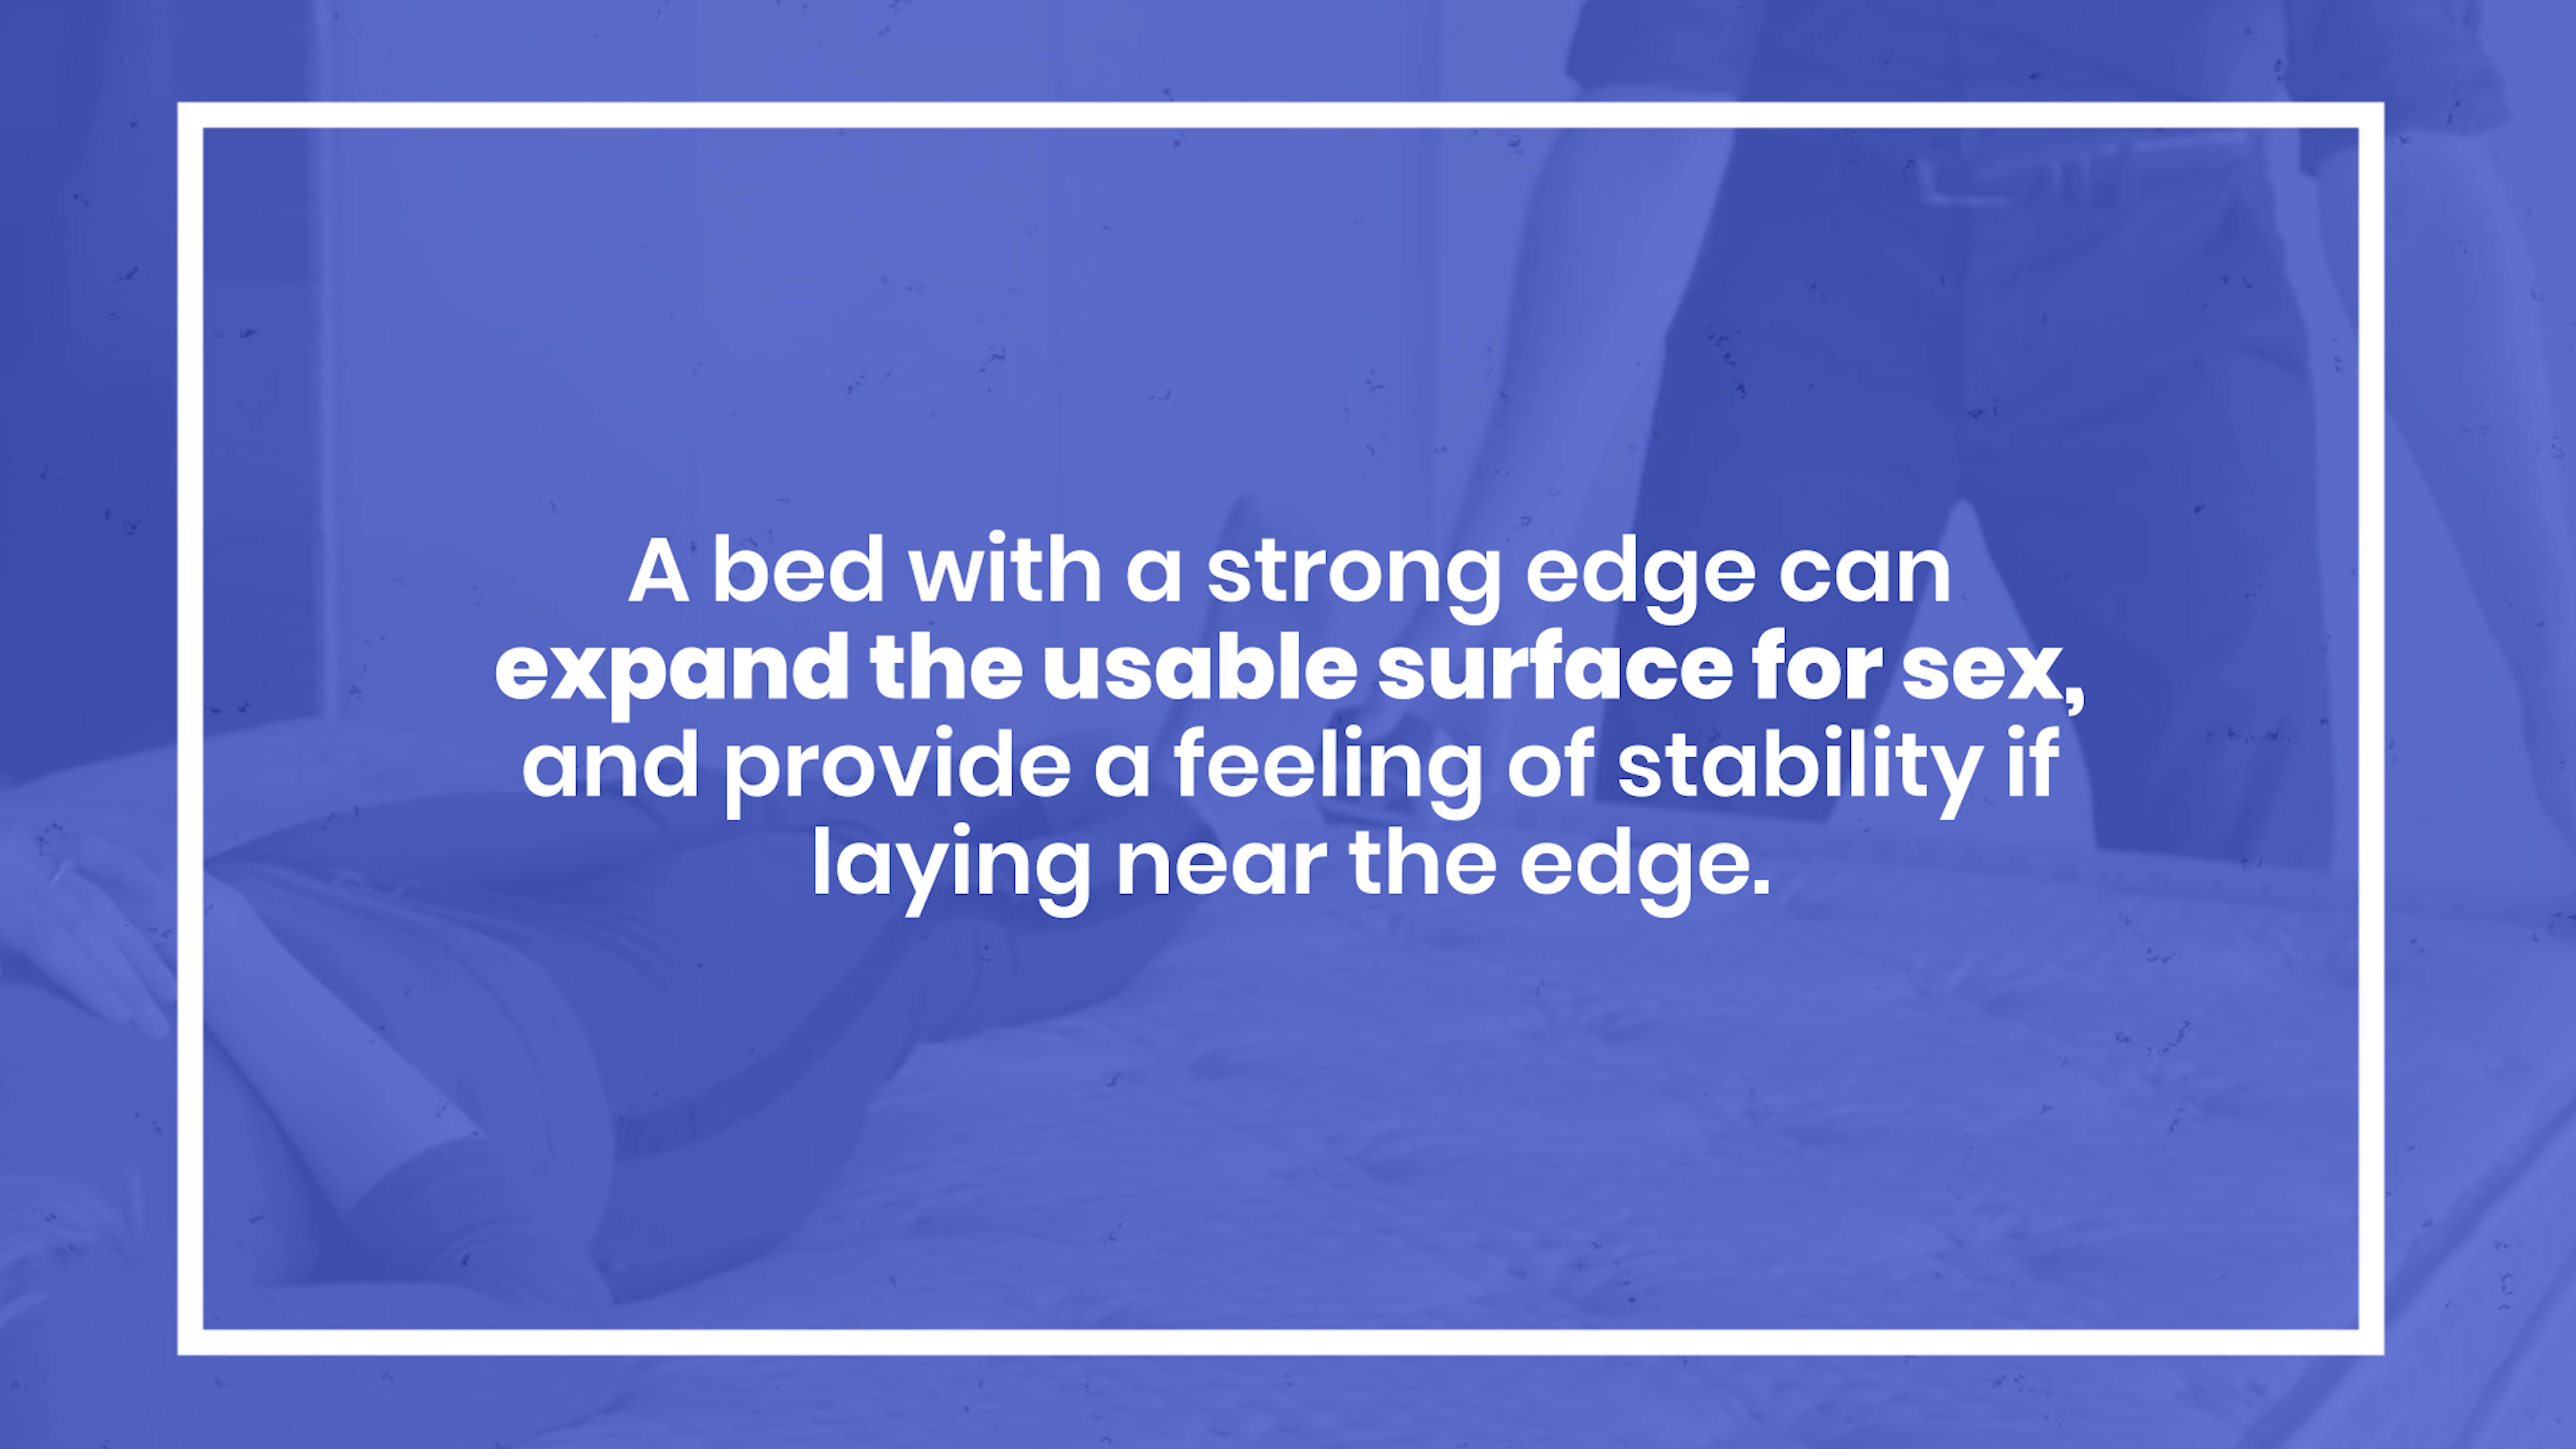 A bed with a strong edge can
expand the usable surface for sex,
and provide a feeling of stability if
laying near the edge.